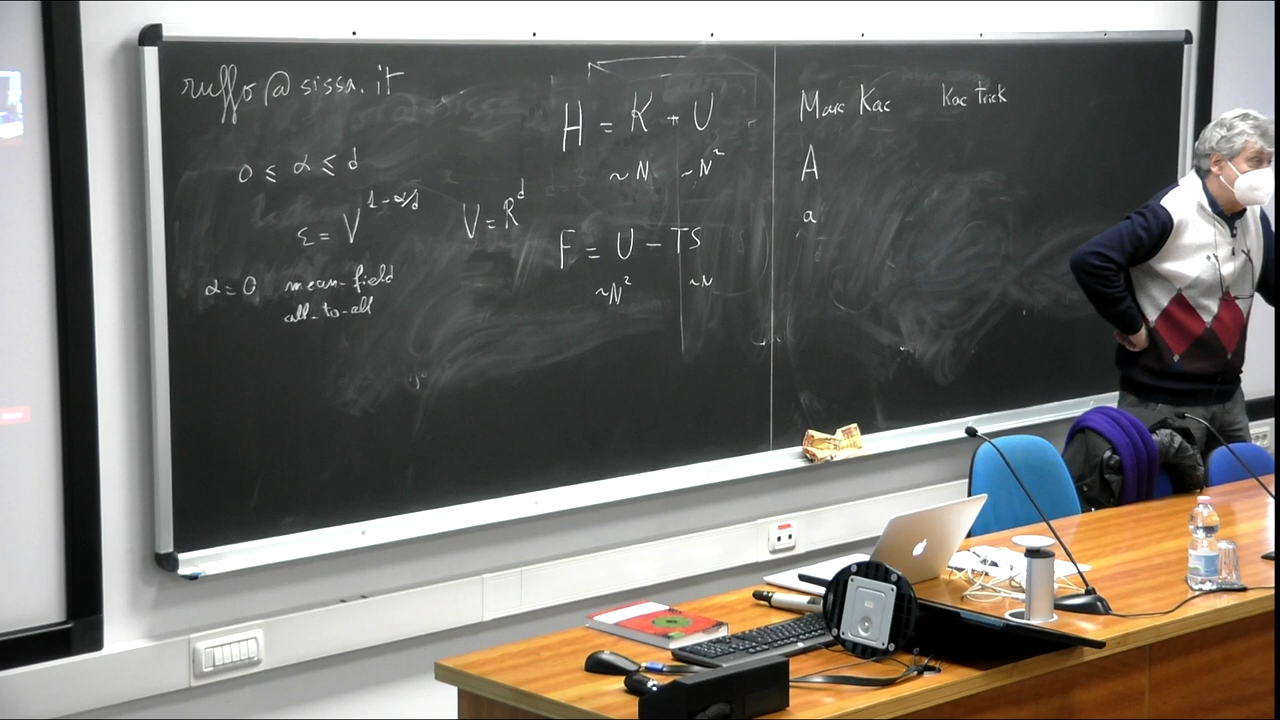 ruffo@sissa.it
0 ≤ α ≤ d
ε = V^{1-α/d}
V = R^d
α = 0 mean-field
all-to-all
H = K + U
~N ~N²
F = U - TS
~N² ~N
Marc Kac Kac trick
A
a